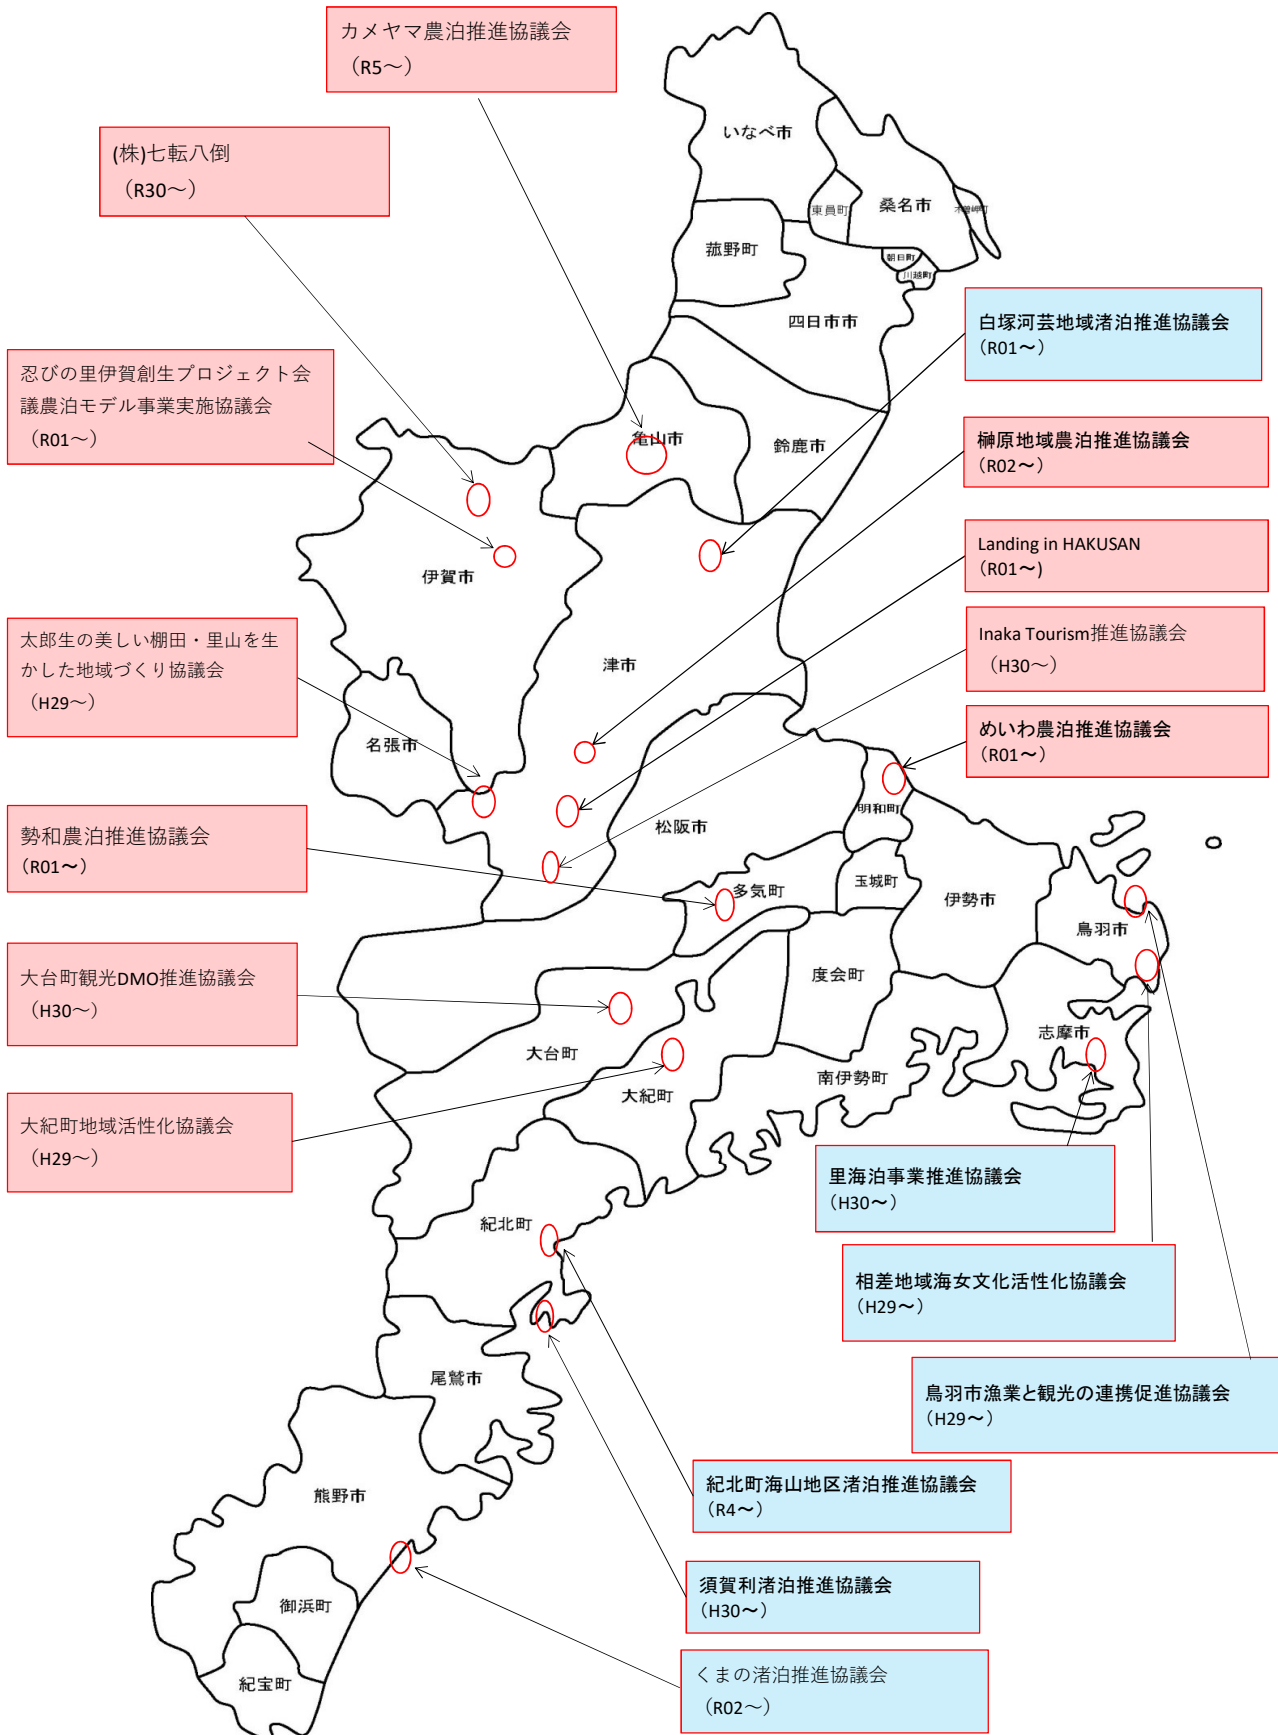 カメヤマ農泊推進協議会
（R5～）
(株)七転八倒
（R30～）
忍びの里伊賀創生プロジェクト会
議農泊モデル事業実施協議会
（R01～）
太郎生の美しい棚田・里山を生
かした地域づくり協議会
（H29～）
勢和農泊推進協議会
(R01～)
大台町観光DMO推進協議会
（H30～）
大紀町地域活性化協議会
（H29～）
白塚河芸地域渚泊推進協議会
(R01～)
榊原地域農泊推進協議会
(R02～)
Landing in HAKUSAN
(R01～)
Inaka Tourism推進協議会
（H30～）
めいわ農泊推進協議会
(R01～)
里海泊事業推進協議会
(H30～)
相差地域海女文化活性化協議会
(H29～)
鳥羽市漁業と観光の連携促進協議会
(H29～)
紀北町海山地区渚泊推進協議会
(R4～)
須賀利渚泊推進協議会
(H30～)
くまの渚泊推進協議会
（R02～）
いなべ市
東員町
桑名市
木曽岬町
菰野町
朝日町
川越町
四日市市
亀山市
鈴鹿市
伊賀市
津市
名張市
松阪市
明和町
多気町
玉城町
伊勢市
鳥羽市
度会町
志摩市
大台町
大紀町
南伊勢町
紀北町
尾鷲市
熊野市
御浜町
紀宝町